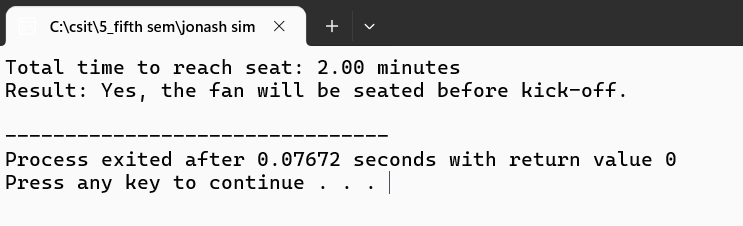 C:\csit\5_fifth sem\jonash sim
Total time to reach seat: 2.00 minutes
Result: Yes, the fan will be seated before kick-off.
--------------------------------
Process exited after 0.07672 seconds with return value 0
Press any key to continue . . .